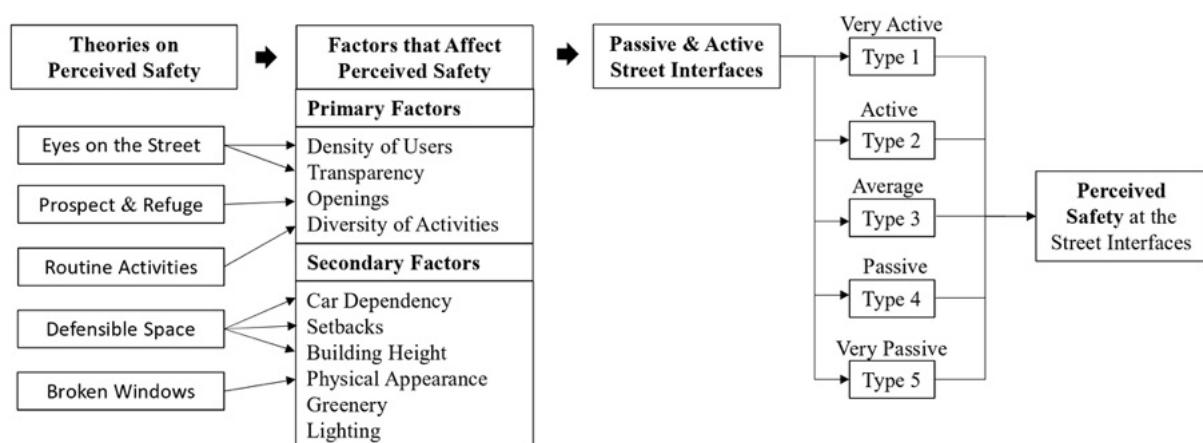 Theories on
Perceived Safety
Eyes on the Street
Prospect & Refuge
Routine Activities
Defensible Space
Broken Windows
Factors that Affect
Perceived Safety
Primary Factors
Density of Users
Transparency
Openings
Diversity of Activities
Secondary Factors
Car Dependency
Setbacks
Building Height
Physical Appearance
Greenery
Lighting
Passive & Active
Street Interfaces
Very Active
Type 1
Active
Type 2
Average
Type 3
Passive
Type 4
Very Passive
Type 5
Perceived
Safety at the
Street Interfaces